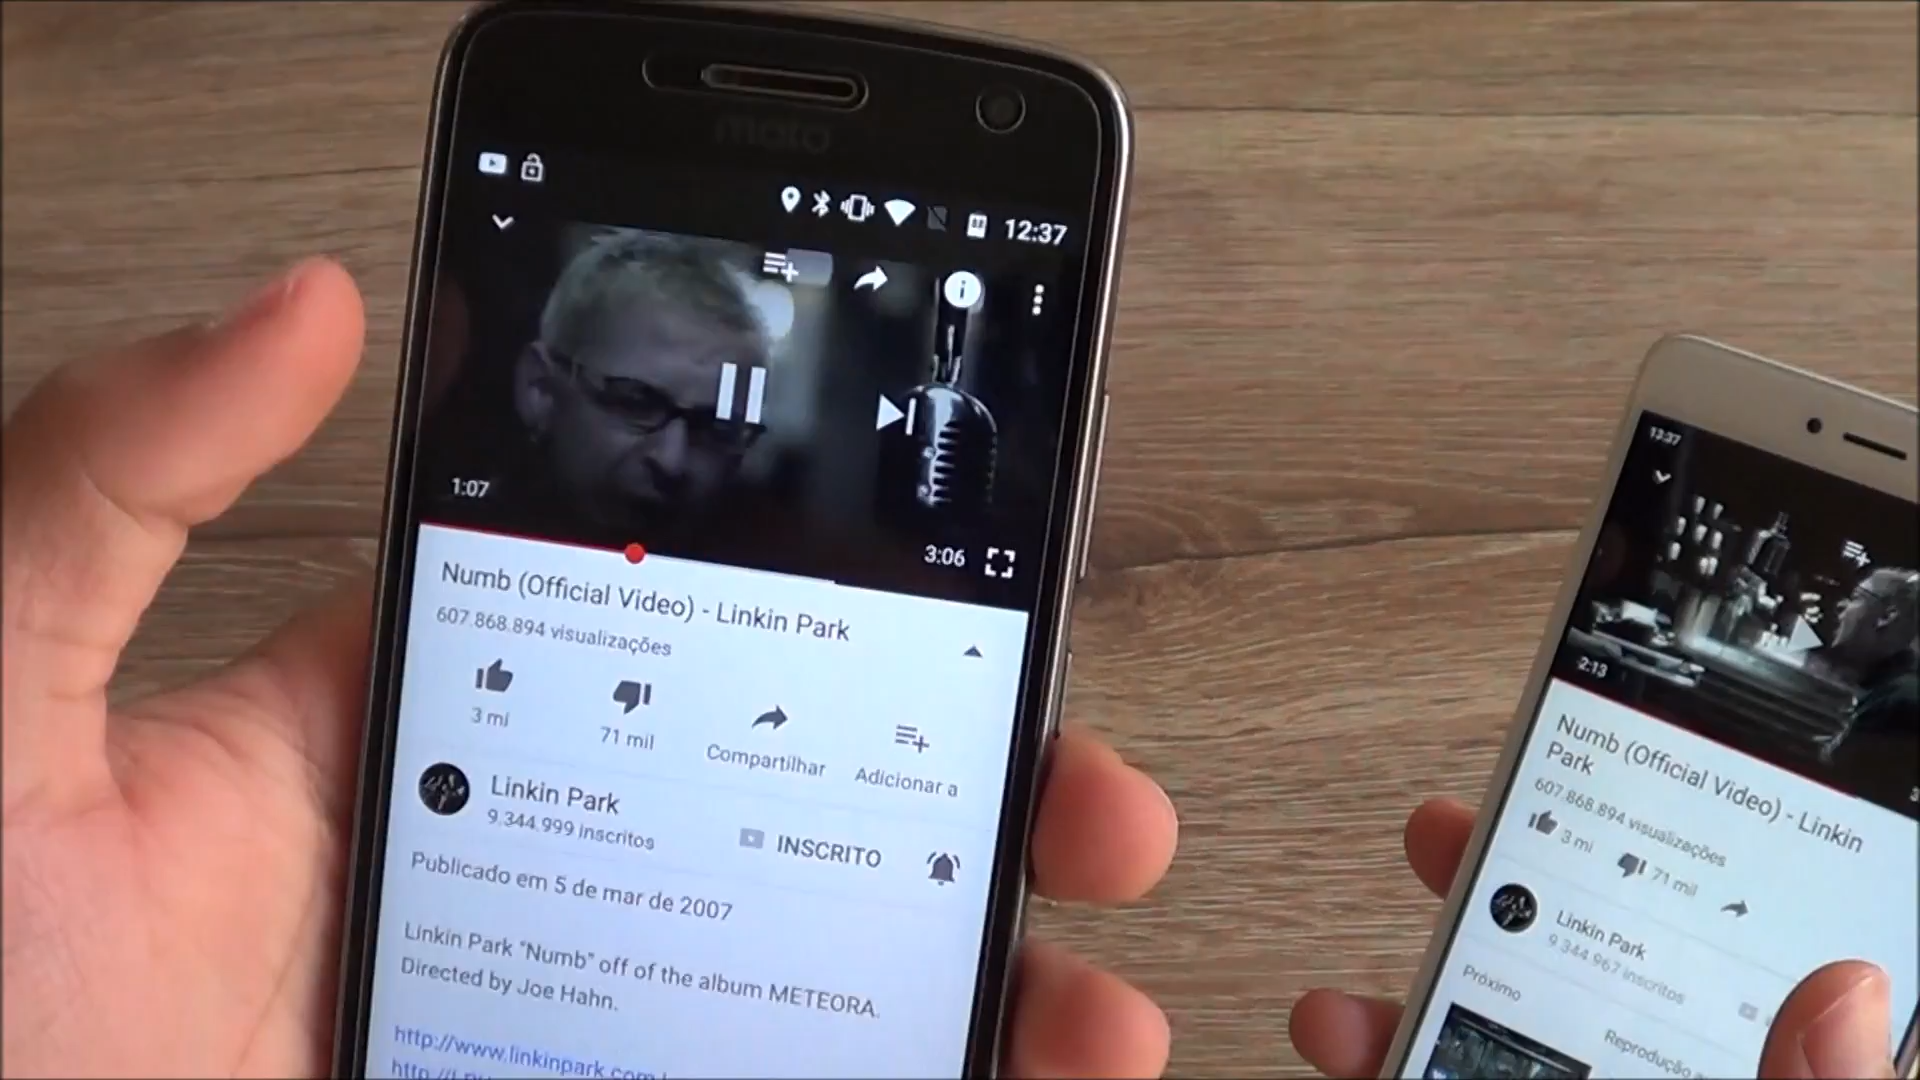 moto
12:37
1:07
3:06
Numb (Official Video) - Linkin Park
607.868.894 visualizações
3 mi
71 mil
Compartilhar
Adicionar a
Linkin Park
9.344.999 inscritos
INSCRITO
Publicado em 5 de mar de 2007
Linkin Park "Numb" off of the album METEORA.
Directed by Joe Hahn.
http://www.linkinpark.com
13:37
2:13
Numb (Official Video) - Linkin
Park
607.868.894 visualizações
3 mi
71 mil
Linkin Park
9.344.967 inscritos
Próximo
Reprodução